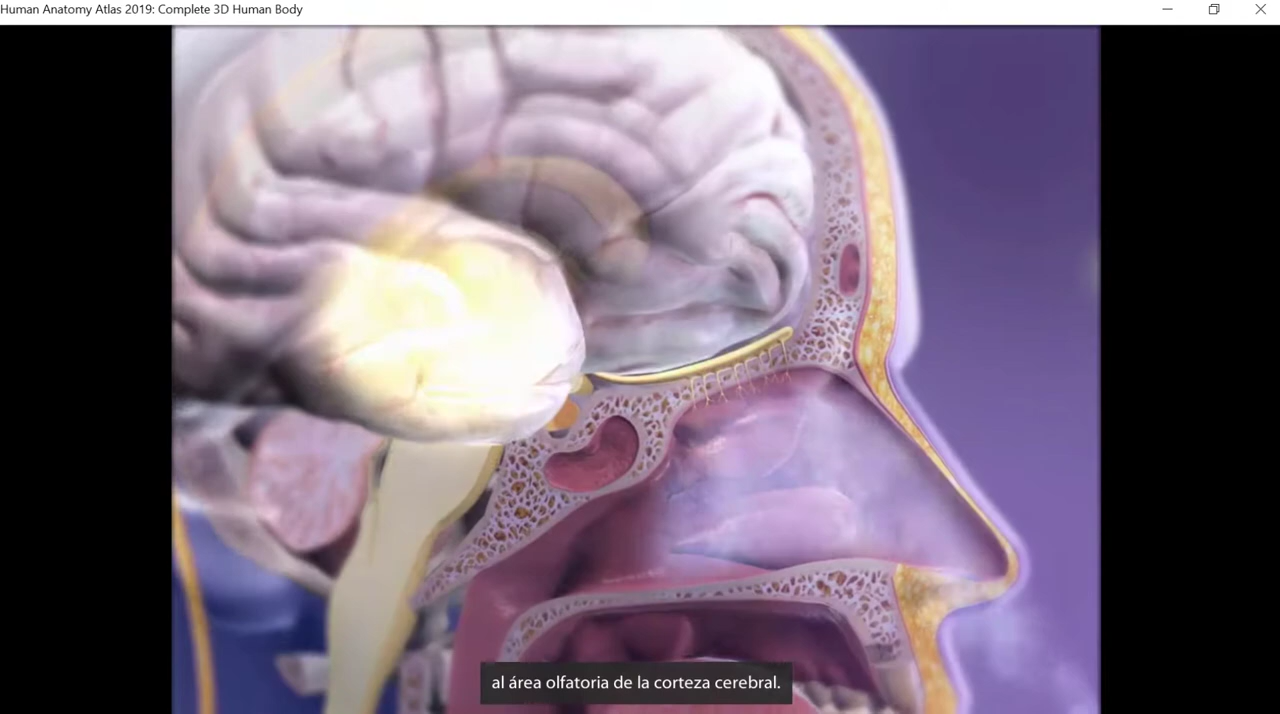 Human Anatomy Atlas 2019: Complete 3D Human Body
al área olfatoria de la corteza cerebral.